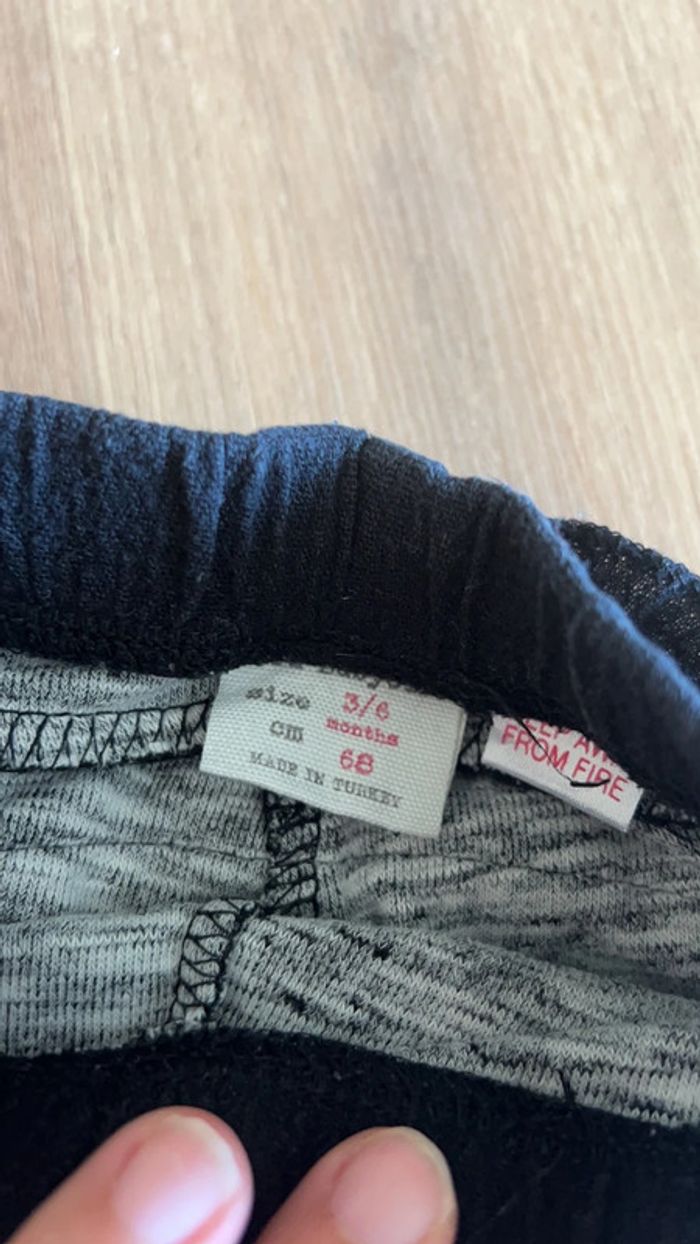 size 3/6
months
cm 68
MADE IN TURKEY
FROM FIRE